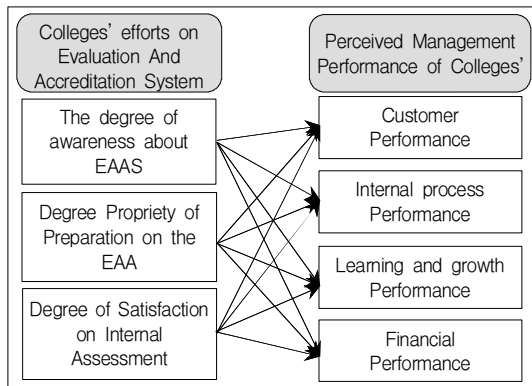 Colleges' efforts on
Evaluation And
Accreditation System
The degree of
awareness about
EAAS
Degree Propriety of
Preparation on the
EAA
Degree of Satisfaction
on Internal
Assessment
Perceived Management
Performance of Colleges'
Customer
Performance
Internal process
Performance
Learning and growth
Performance
Financial
Performance